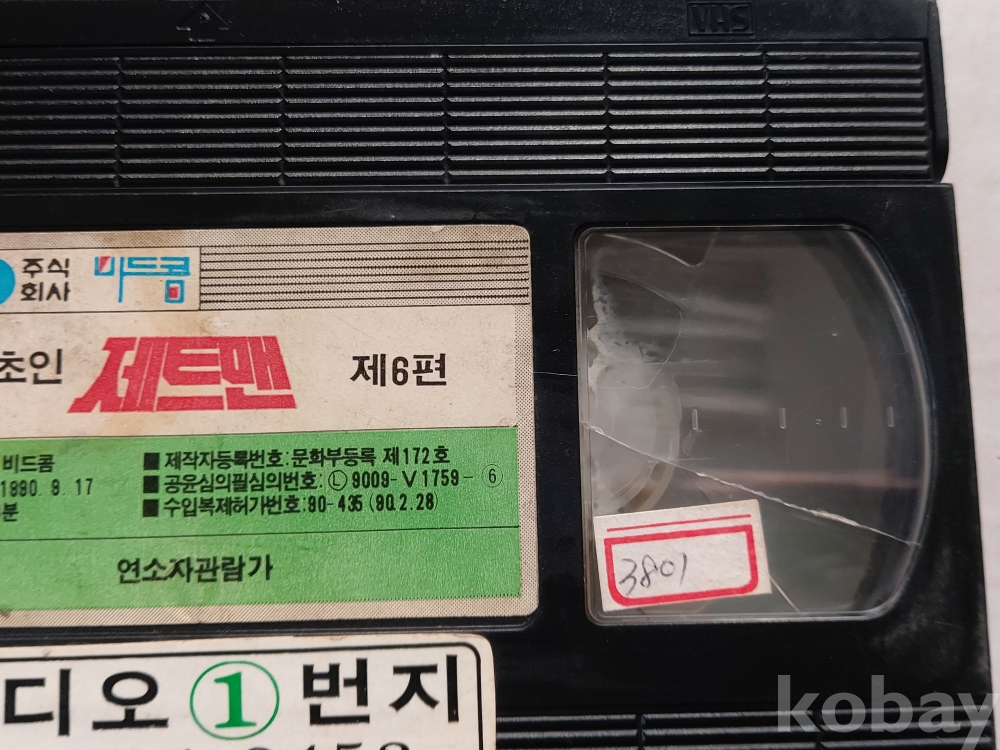 VHS
주식
회사
비드콤
초인 제트맨 제6편
비드콤
■ 제작자등록번호:문화부등록 제172호
1880. 8. 17
■ 공윤심의필심의번호:Ⓛ9009-V1759-⑥
분
■ 수입복제허가번호:90-435(90.2.28)
연소자관람가
3801
디오 ① 번지
kobay